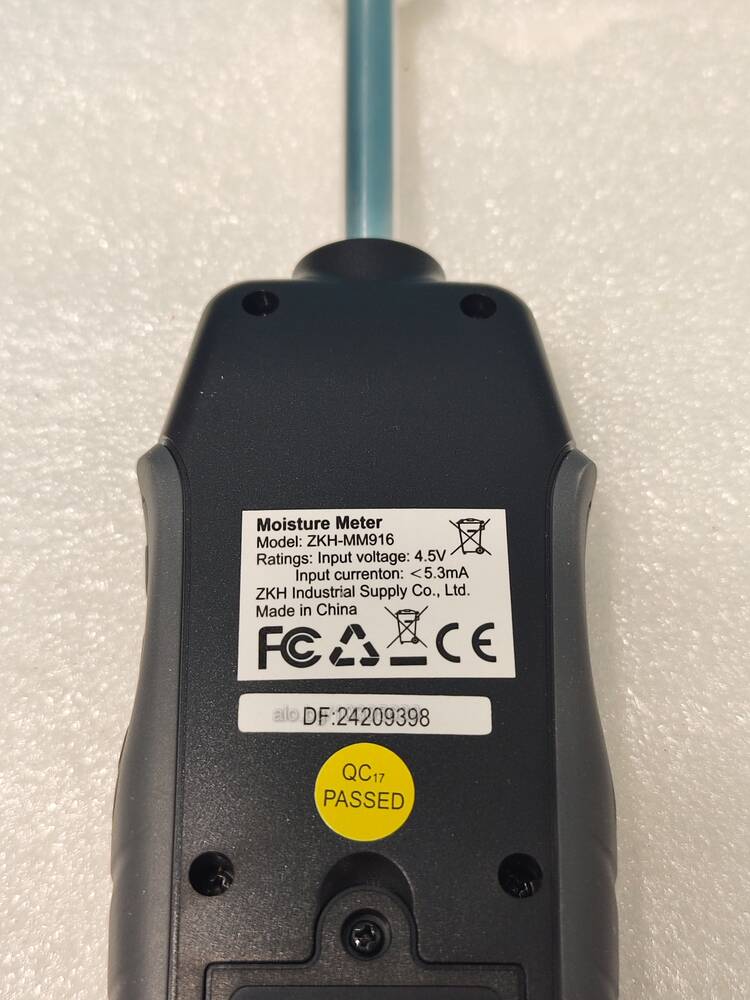 Moisture Meter
Model: ZKH-MM916
Ratings: Input voltage: 4.5V
Input currenton: <5.3mA
ZKH Industrial Supply Co., Ltd.
Made in China
FC CE
DF:24209398
QC17
PASSED